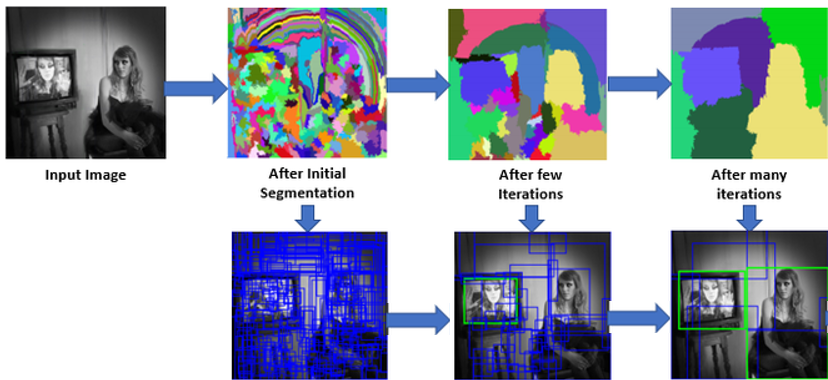 Input Image
After Initial
Segmentation
After few
Iterations
After many
iterations